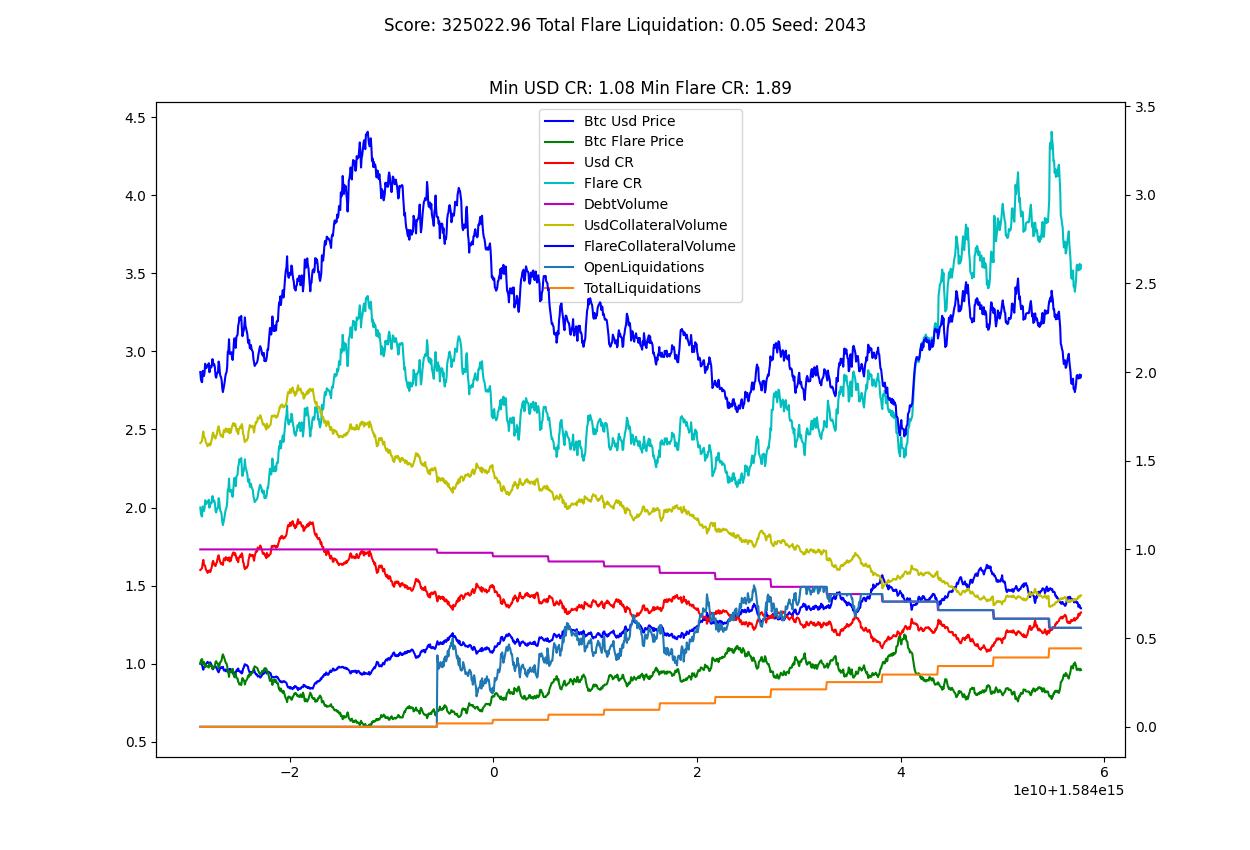 Score: 325022.96 Total Flare Liquidation: 0.05 Seed: 2043
Min USD CR: 1.08 Min Flare CR: 1.89
4.5
4.0
3.5
3.0
2.5
2.0
1.5
1.0
0.5
Btc Usd Price
Btc Flare Price
Usd CR
Flare CR
DebtVolume
UsdCollateralVolume
FlareCollateralVolume
OpenLiquidations
TotalLiquidations
3.5
3.0
2.5
2.0
1.5
1.0
0.5
0.0
−2 0 2 4 6
1e10+1.584e15